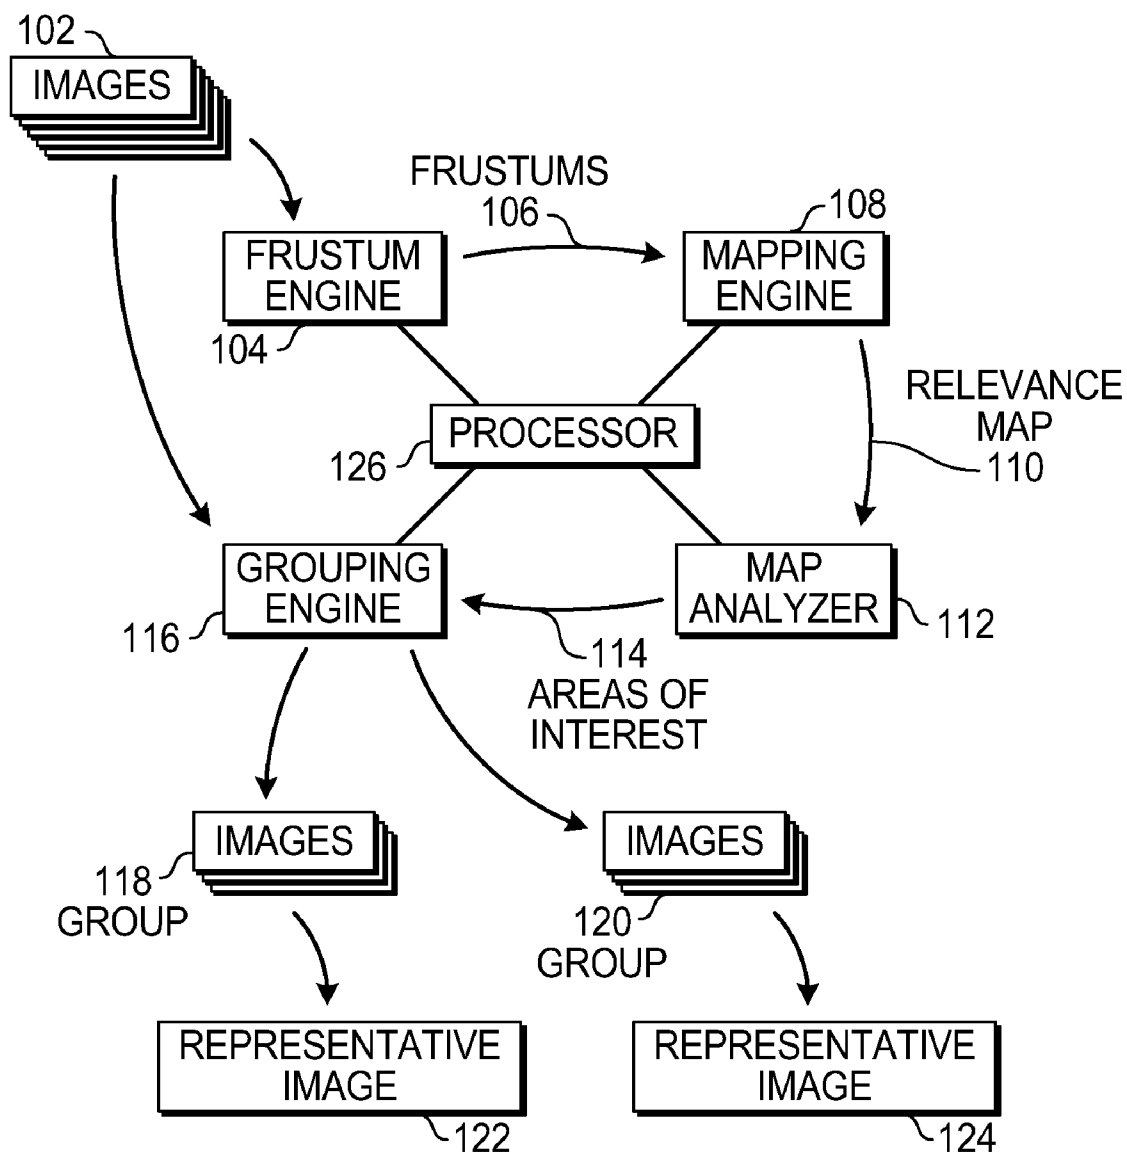 102
IMAGES
FRUSTUMS
106
108
FRUSTUM
ENGINE
104
MAPPING
ENGINE
RELEVANCE
MAP
110
PROCESSOR
126
GROUPING
ENGINE
116
MAP
ANALYZER
112
114
AREAS OF
INTEREST
IMAGES
118
GROUP
IMAGES
120
GROUP
REPRESENTATIVE
IMAGE
122
REPRESENTATIVE
IMAGE
124